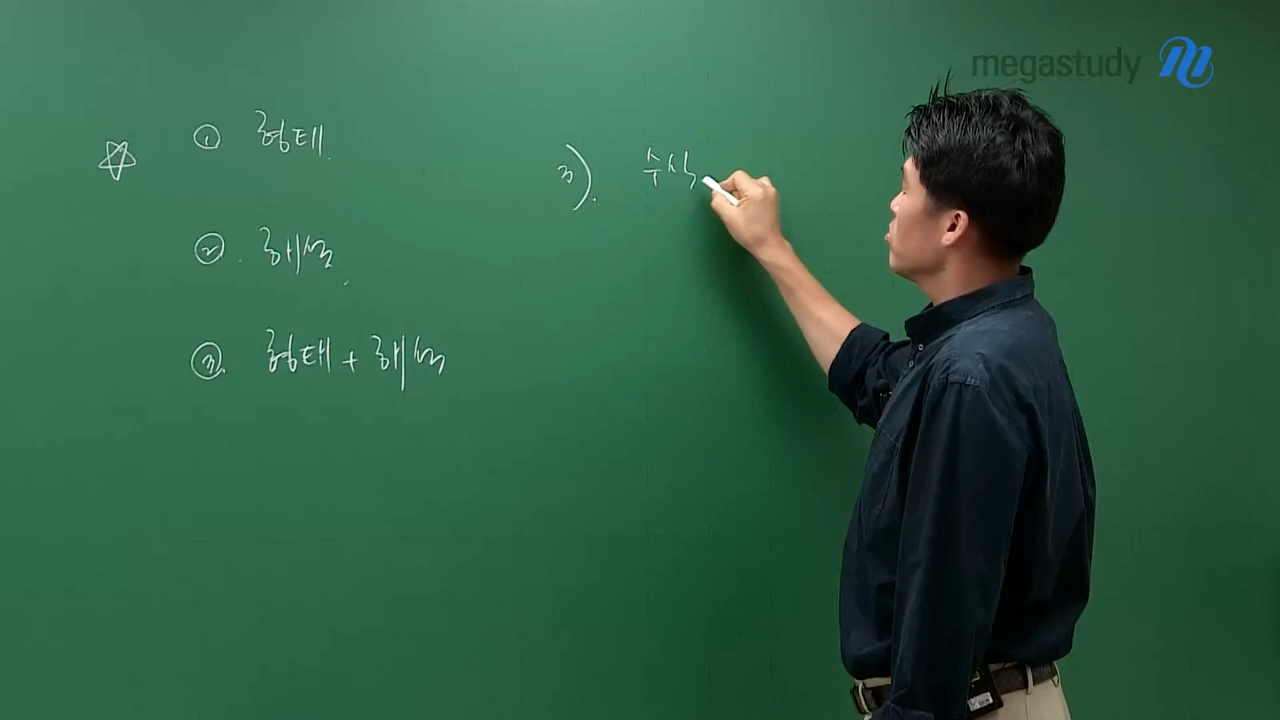 megastudy
① 형태
② 해석
③ 형태 + 해석
3) 수식